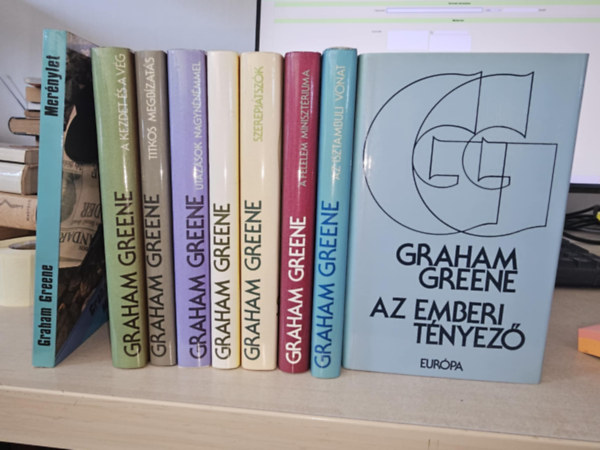 Graham Greene Merénylet
GRAHAM GREENE A KEZDET ÉS A VÉG
GRAHAM GREENE TITKOS MEGBÍZATÁS
GRAHAM GREENE UTAZÁSOK NAGYNÉNÉMMEL
GRAHAM GREENE
GRAHAM GREENE SZEREPJÁTSZÓK
GRAHAM GREENE A FÉLELEM MINISZTÉRIUMA
GRAHAM GREENE AZ ISZTAMBULI VONAT
GRAHAM
GREENE
AZ EMBERI
TÉNYEZŐ
EURÓPA